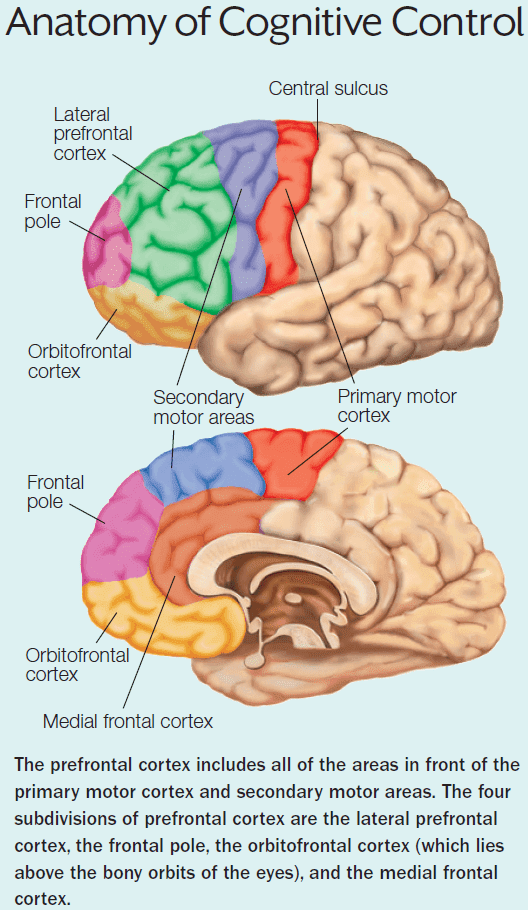 Anatomy of Cognitive Control
Central sulcus
Lateral
prefrontal
cortex
Frontal
pole
Orbitofrontal
cortex
Secondary
motor areas
Primary motor
cortex
Frontal
pole
Orbitofrontal
cortex
Medial frontal cortex
The prefrontal cortex includes all of the areas in front of the
primary motor cortex and secondary motor areas. The four
subdivisions of prefrontal cortex are the lateral prefrontal
cortex, the frontal pole, the orbitofrontal cortex (which lies
above the bony orbits of the eyes), and the medial frontal
cortex.